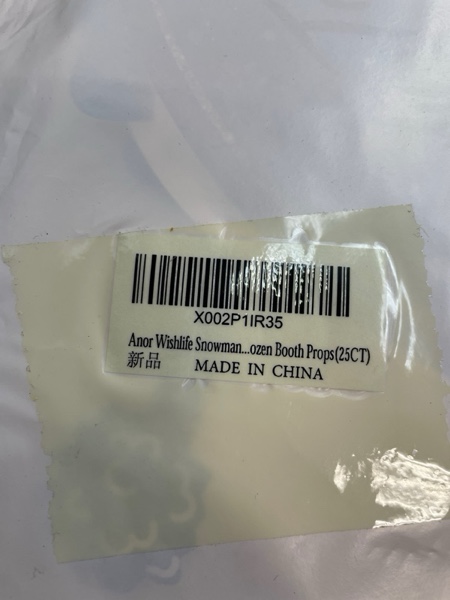 X002P1IR35
Anor Wishlife Snowman...ozen Booth Props(25CT)
新品 MADE IN CHINA